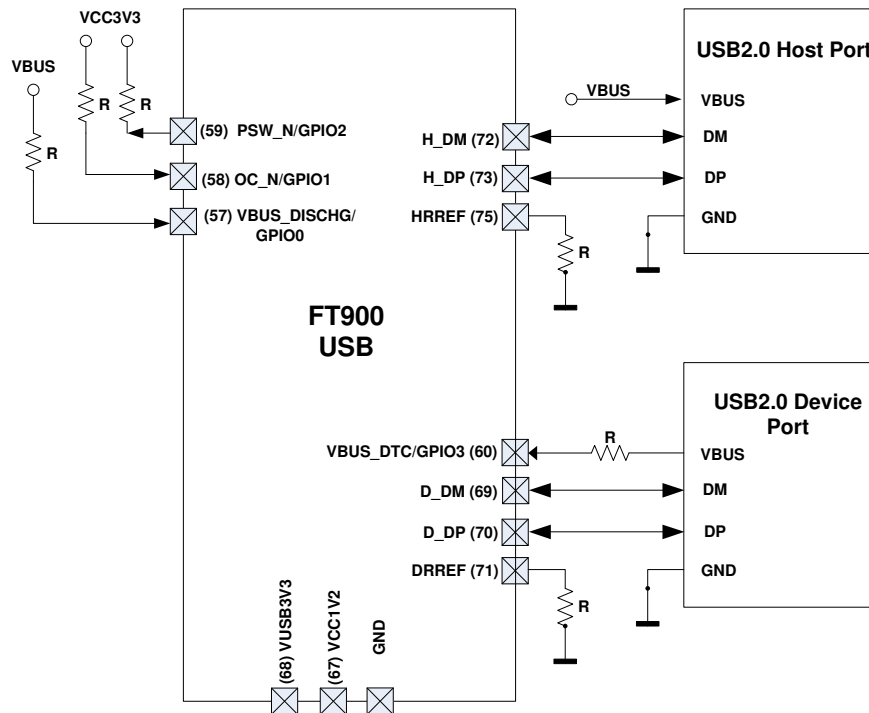 VCC3V3
VBUS
R
R
R
(59) PSW_N/GPIO2
(58) OC_N/GPIO1
(57) VBUS_DISCHG/
GPIO0
H_DM (72)
H_DP (73)
HRREF (75)
R
VBUS
USB2.0 Host Port
VBUS
DM
DP
GND
FT900
USB
VBUS_DTC/GPIO3 (60)
D_DM (69)
D_DP (70)
DRREF (71)
R
R
USB2.0 Device
Port
VBUS
DM
DP
GND
(68) VUSB3V3
(67) VCC1V2
GND